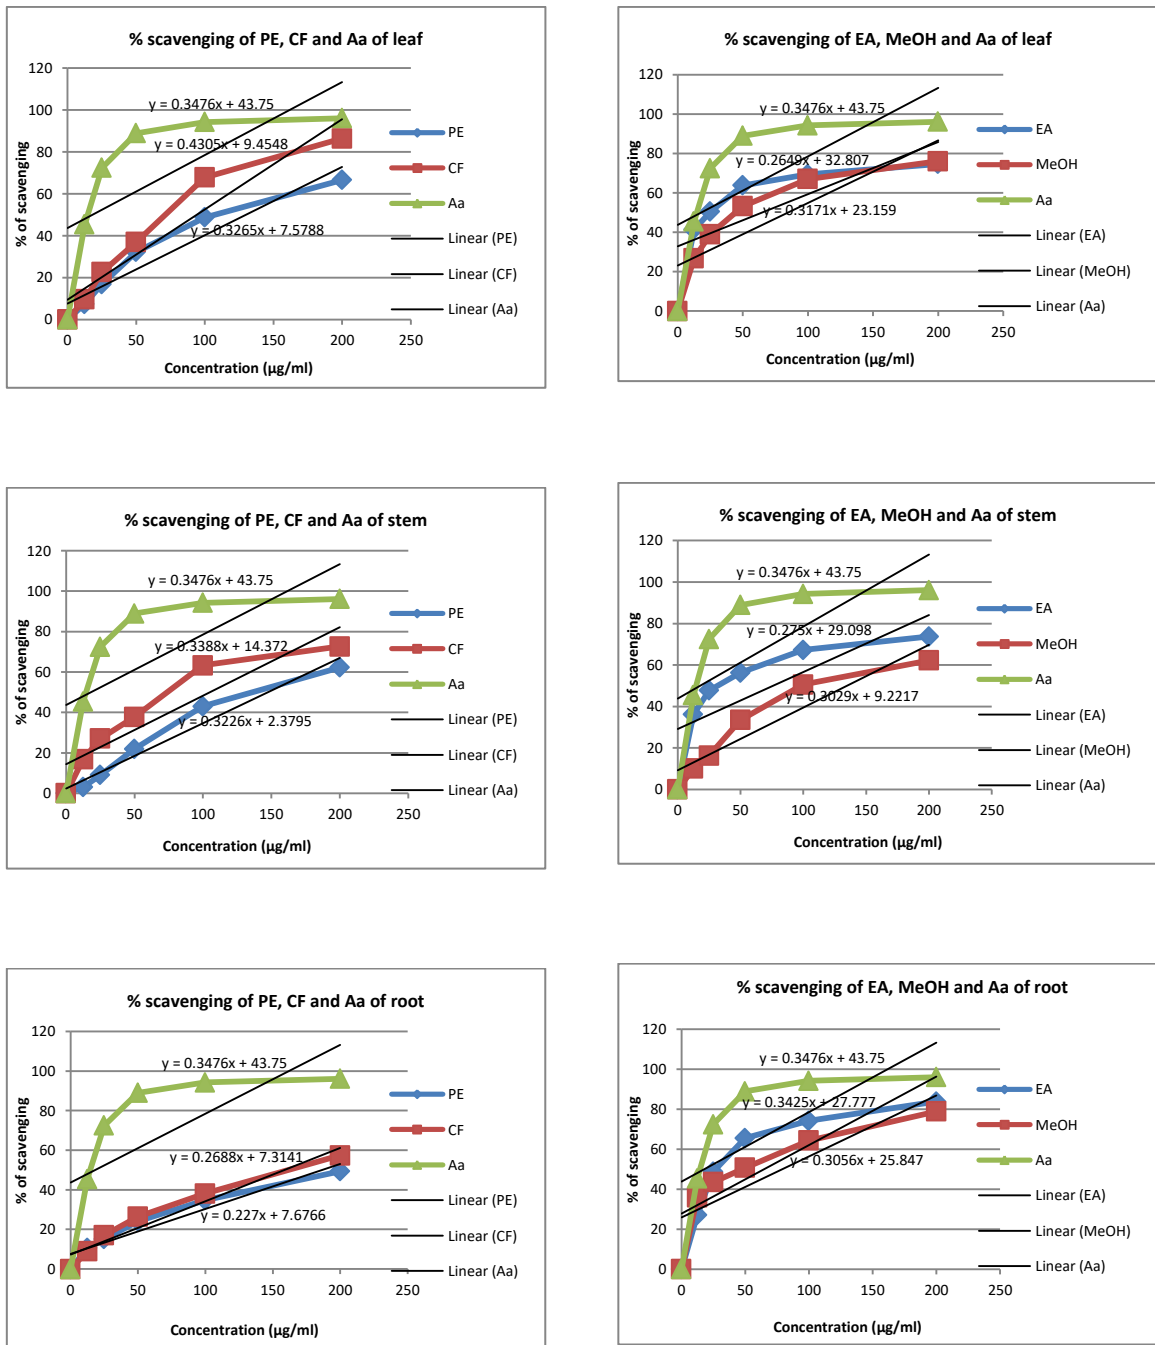 % scavenging of PE, CF and Aa of leaf
120
100
80
60
40
20
0
% of scavenging
y = 0.3476x + 43.75
y = 0.4305x + 9.4548
y = 0.3265x + 7.5788
0 50 100 150 200 250
Concentration (µg/ml)
PE
CF
Aa
Linear (PE)
Linear (CF)
Linear (Aa)
% scavenging of EA, MeOH and Aa of leaf
120
100
80
60
40
20
0
% of scavenging
y = 0.3476x + 43.75
y = 0.2649x + 32.807
y = 0.3171x + 23.159
0 50 100 150 200 250
Concentration (µg/ml)
EA
MeOH
Aa
Linear (EA)
Linear (MeOH)
Linear (Aa)
% scavenging of PE, CF and Aa of stem
120
100
80
60
40
20
0
% of scavenging
y = 0.3476x + 43.75
y = 0.3388x + 14.372
y = 0.3226x + 2.3795
0 50 100 150 200 250
Concentration (µg/ml)
PE
CF
Aa
Linear (PE)
Linear (CF)
Linear (Aa)
% scavenging of EA, MeOH and Aa of stem
120
100
80
60
40
20
0
% of scavenging
y = 0.3476x + 43.75
y = 0.275x + 29.098
y = 0.3029x + 9.2217
0 50 100 150 200 250
Concentration (µg/ml)
EA
MeOH
Aa
Linear (EA)
Linear (MeOH)
Linear (Aa)
% scavenging of PE, CF and Aa of root
120
100
80
60
40
20
0
% of scavenging
y = 0.3476x + 43.75
y = 0.2688x + 7.3141
y = 0.227x + 7.6766
0 50 100 150 200 250
Concentration (µg/ml)
PE
CF
Aa
Linear (PE)
Linear (CF)
Linear (Aa)
% scavenging of EA, MeOH and Aa of root
120
100
80
60
40
20
0
% of scavenging
y = 0.3476x + 43.75
y = 0.3425x + 27.777
y = 0.3056x + 25.847
0 50 100 150 200 250
Concentration (µg/ml)
EA
MeOH
Aa
Linear (EA)
Linear (MeOH)
Linear (Aa)